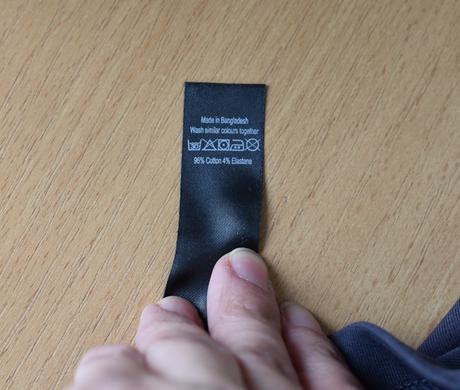 Made in Bangladesh
Wash similar colours together
96% Cotton 4% Elastane